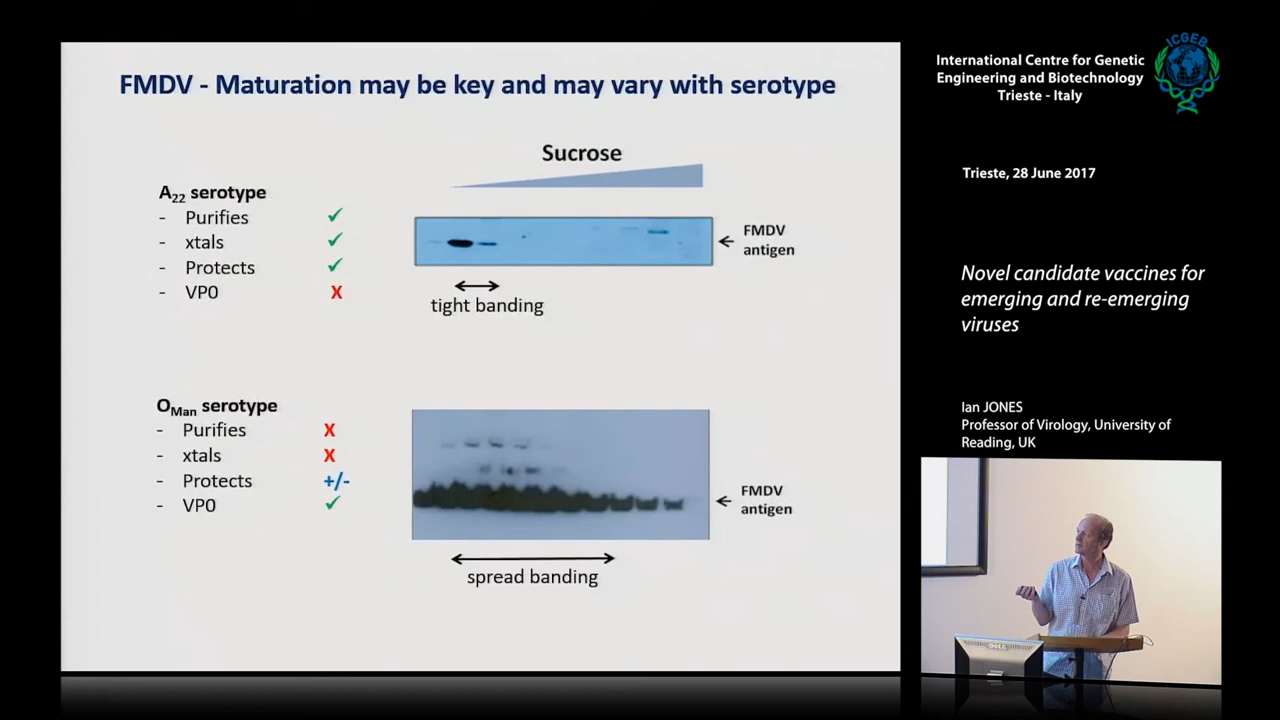 FMDV - Maturation may be key and may vary with serotype
Sucrose
A22 serotype
- Purifies ✓
- xtals ✓
- Protects ✓
- VP0 X
FMDV
antigen
tight banding
OMan serotype
- Purifies X
- xtals X
- Protects +/-
- VP0 ✓
FMDV
antigen
spread banding
ICGEB
International Centre for Genetic
Engineering and Biotechnology
Trieste - Italy
Trieste, 28 June 2017
Novel candidate vaccines for
emerging and re-emerging
viruses
Ian JONES
Professor of Virology, University of
Reading, UK